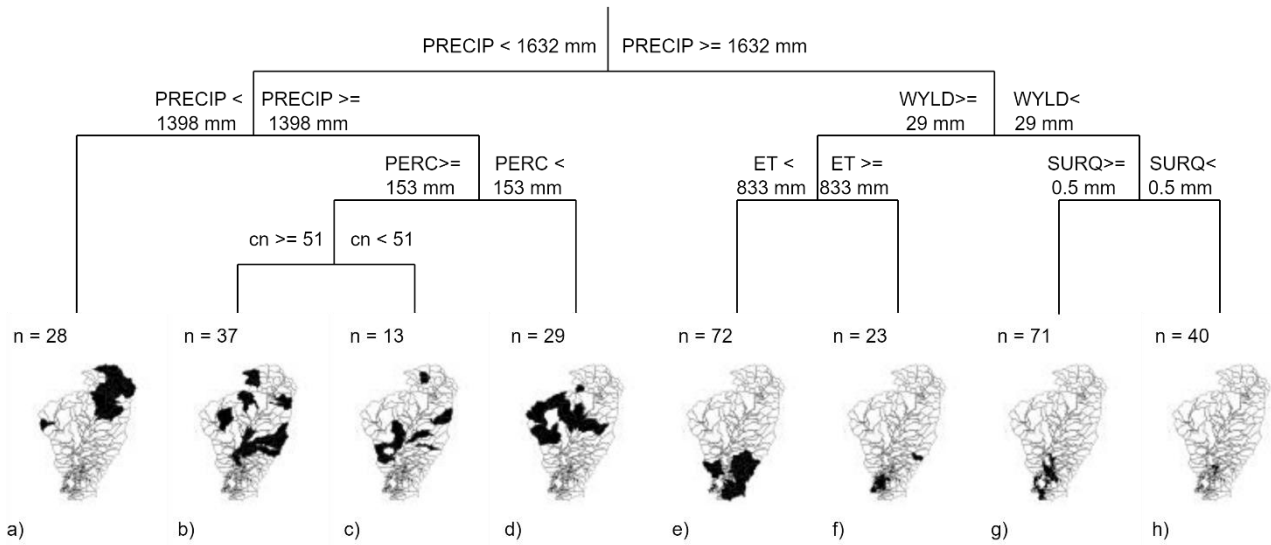 PRECIP < 1632 mm PRECIP >= 1632 mm
PRECIP < PRECIP >= WYLD>= WYLD<
1398 mm 1398 mm 29 mm 29 mm
PERC>= PERC < ET < ET >= SURQ>= SURQ<
153 mm 153 mm 833 mm 833 mm 0.5 mm 0.5 mm
cn >= 51 cn < 51
n = 28 n = 37 n = 13 n = 29 n = 72 n = 23 n = 71 n = 40
a) b) c) d) e) f) g) h)